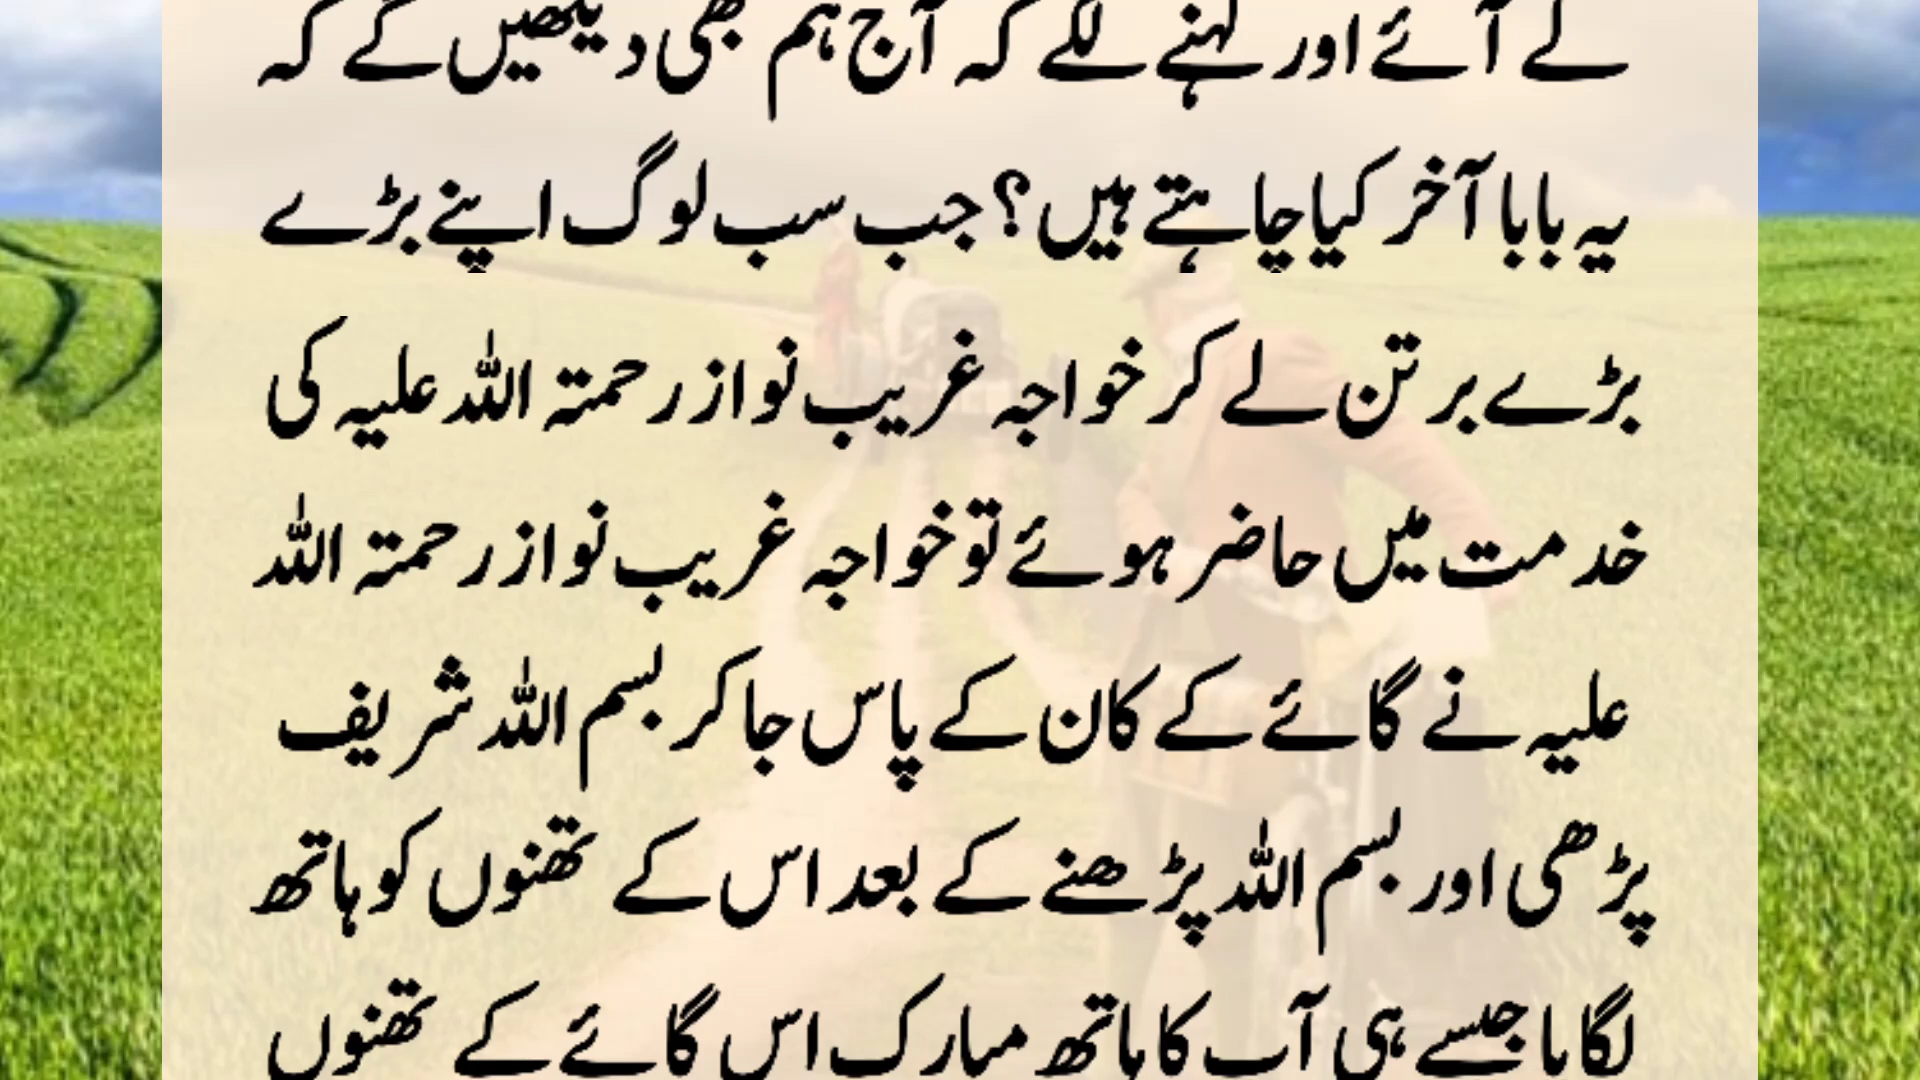 لے آئے اور کہنے لگے کہ آج ہم بھی دیکھیں گے کہ
یہ بابا آخر کیا چاہتے ہیں؟ جب سب لوگ اپنے بڑے
بڑے برتن لے کر خواجہ غریب نواز رحمتہ اللہ علیہ کی
خدمت میں حاضر ہوئے تو خواجہ غریب نواز رحمتہ اللہ
علیہ نے گائے کے کان کے پاس جا کر بسم اللہ شریف
پڑھی اور بسم اللہ پڑھنے کے بعد اس کے تھنوں کو ہاتھ
لگایا جیسے ہی آپ کا ہاتھ مبارک اس گائے کے تھنوں